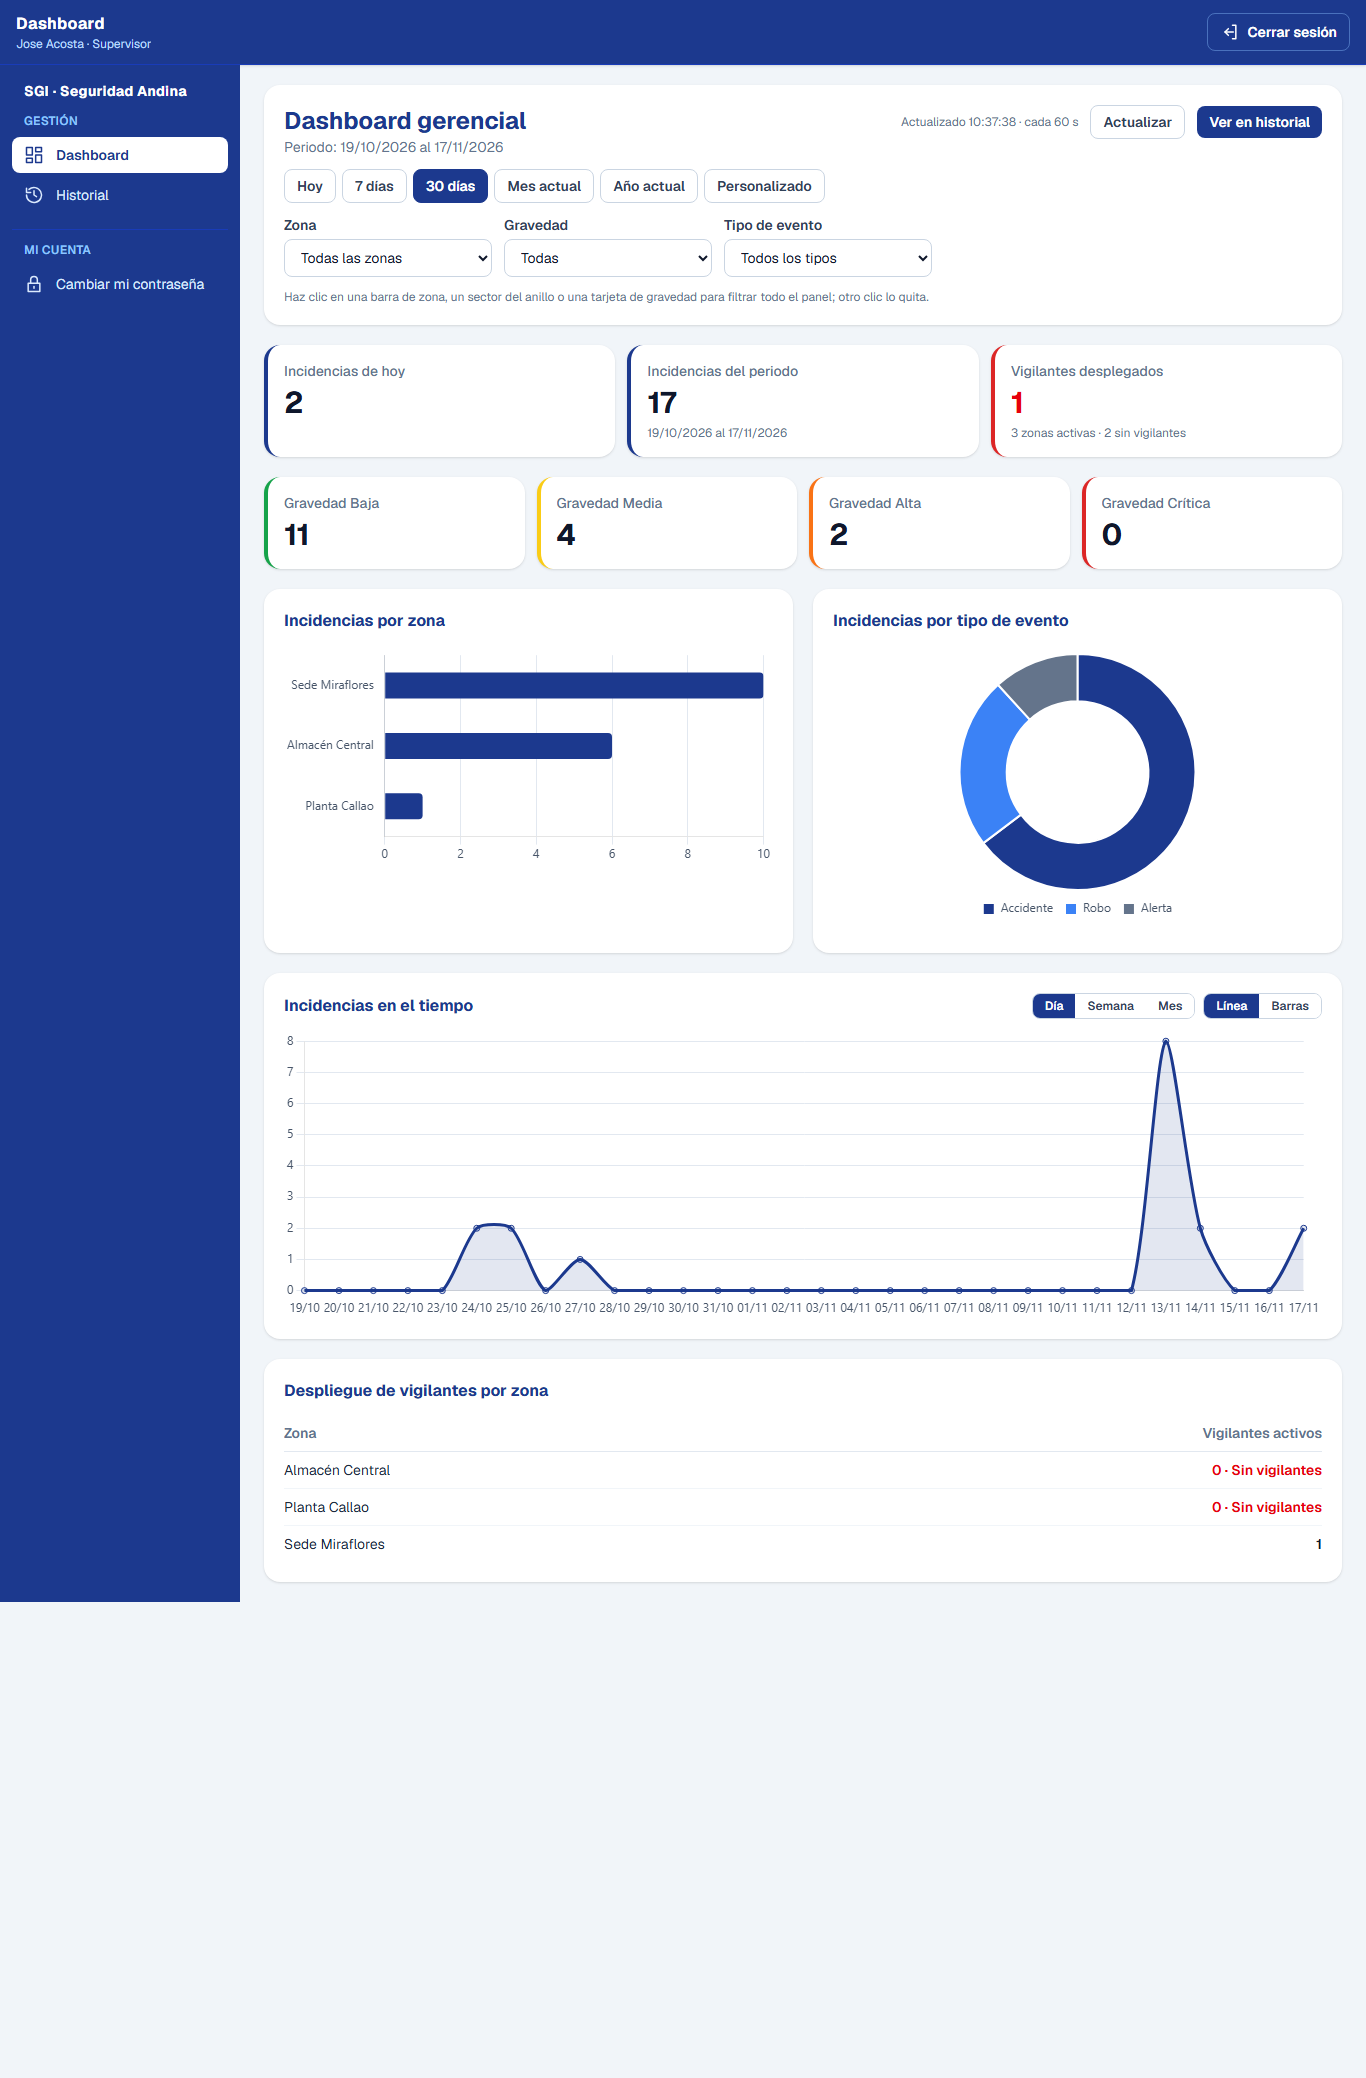 Dashboard
Jose Acosta · Supervisor
Cerrar sesión
SGI · Seguridad Andina
GESTIÓN
Dashboard
Historial
MI CUENTA
Cambiar mi contraseña
Dashboard gerencial
Periodo: 19/10/2026 al 17/11/2026
Actualizado 10:37:38 · cada 60 s
Actualizar
Ver en historial
Hoy
7 días
30 días
Mes actual
Año actual
Personalizado
Zona
Gravedad
Tipo de evento
Todas las zonas
Todas
Todos los tipos
Haz clic en una barra de zona, un sector del anillo o una tarjeta de gravedad para filtrar todo el panel; otro clic lo quita.
Incidencias de hoy
2
Incidencias del periodo
17
19/10/2026 al 17/11/2026
Vigilantes desplegados
1
3 zonas activas · 2 sin vigilantes
Gravedad Baja
11
Gravedad Media
4
Gravedad Alta
2
Gravedad Crítica
0
Incidencias por zona
Sede Miraflores
Almacén Central
Planta Callao
0 2 4 6 8 10
Incidencias por tipo de evento
Accidente
Robo
Alerta
Incidencias en el tiempo
Día
Semana
Mes
Línea
Barras
8
7
6
5
4
3
2
1
0
19/10 20/10 21/10 22/10 23/10 24/10 25/10 26/10 27/10 28/10 29/10 30/10 31/10 01/11 02/11 03/11 04/11 05/11 06/11 07/11 08/11 09/11 10/11 11/11 12/11 13/11 14/11 15/11 16/11 17/11
Despliegue de vigilantes por zona
Zona
Vigilantes activos
Almacén Central
0 · Sin vigilantes
Planta Callao
0 · Sin vigilantes
Sede Miraflores
1